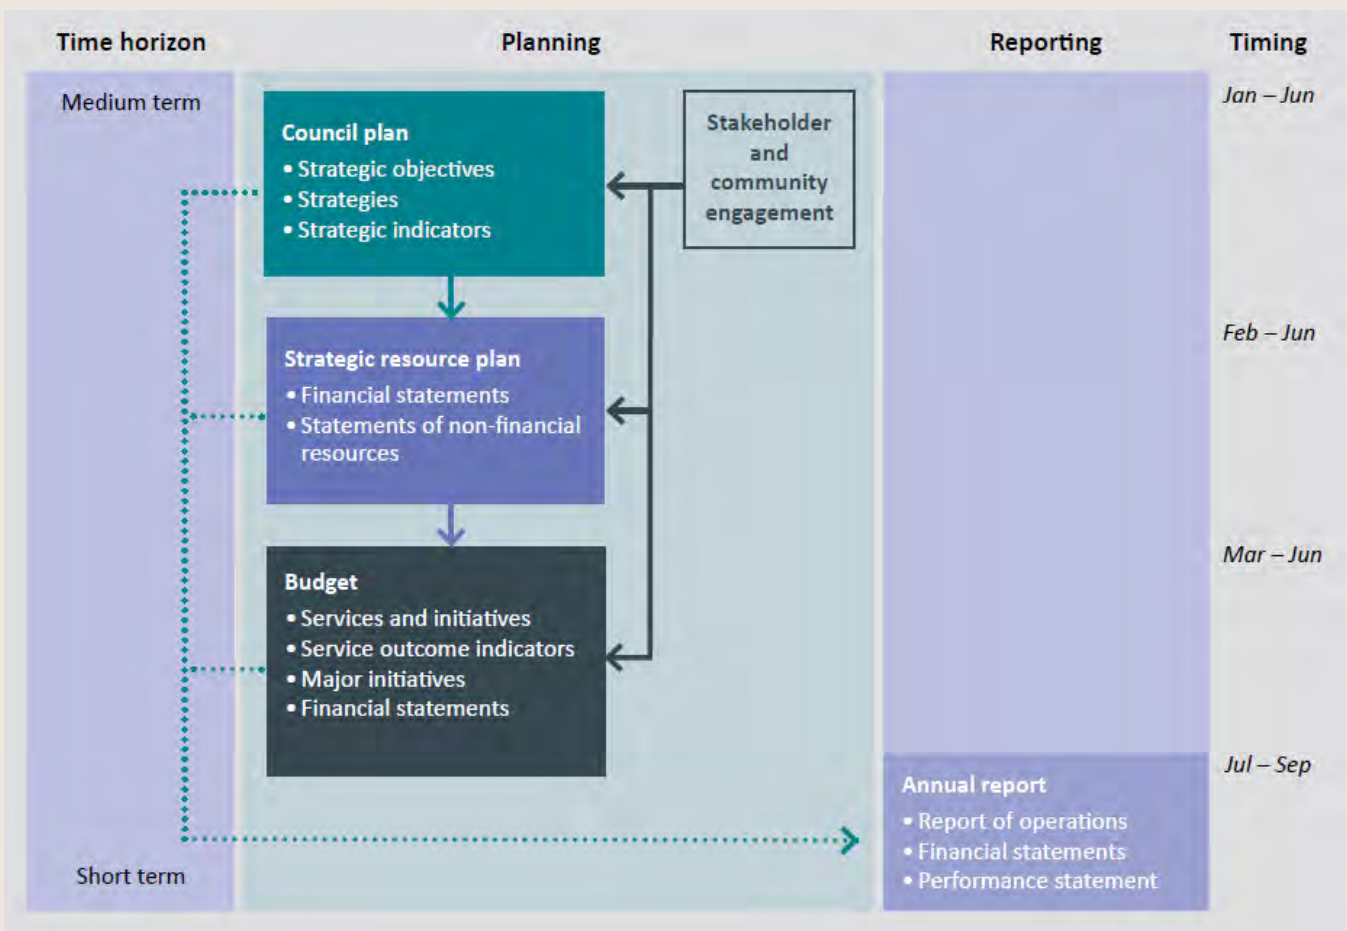 Time horizon
Planning
Reporting
Timing
Medium term
Jan – Jun
Council plan
• Strategic objectives
• Strategies
• Strategic indicators
Stakeholder
and
community
engagement
Feb – Jun
Strategic resource plan
• Financial statements
• Statements of non-financial
resources
Mar – Jun
Budget
• Services and initiatives
• Service outcome indicators
• Major initiatives
• Financial statements
Jul – Sep
Annual report
• Report of operations
• Financial statements
• Performance statement
Short term